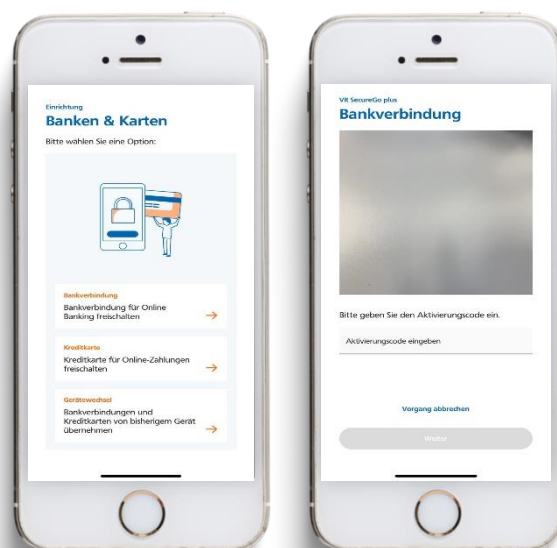 Einrichtung
Banken & Karten
Bitte wählen Sie eine Option:
Bankverbindung
Bankverbindung für Online
Banking freischalten
Kreditkarte
Kreditkarte für Online-Zahlungen
freischalten
Gerätewechsel
Bankverbindungen und
Kreditkarten von bisherigem Gerät
übernehmen
VR SecureGo plus
Bankverbindung
Bitte geben Sie den Aktivierungscode ein.
Aktivierungscode eingeben
Vorgang abbrechen
Weiter